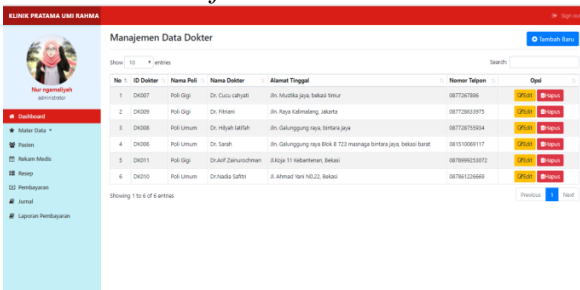 KLINIK PRATAMA UMI RAHMA
Sign out
Manajemen Data Dokter
Tambah Baru
Show 10 entries
Search:
No ID Dokter Nama Poli Nama Dokter Alamat Tinggal Nomer Telpon Opsi
1 DK007 Poli Gigi Dr. Cucu cahyati Jln. Mustika jaya, bekasi timur 0877267886 Edit Hapus
2 DK009 Poli Gigi Dr. Fitriani Jln. Raya Kalimalang, Jakarta 087728633975 Edit Hapus
3 DK008 Poli Umum Dr. Hilyah latifah Jln. Galunggung raya, bintara jaya 087728755934 Edit Hapus
4 DK006 Poli Umum Dr. Sarah Jln. Galunggung raya Blok B 723 masnaga bintara jaya, bekasi barat 081510069117 Edit Hapus
5 DK011 Poli Gigi Dr.Arif Zainurochman Jl.Koja 11 Kebantenan, Bekasi 087899253072 Edit Hapus
6 DK010 Poli Umum Dr.Nadia Safitri Jl. Ahmad Yani N0.22, Bekasi 087861226669 Edit Hapus
Showing 1 to 6 of 6 entries
Previous 1 Next
Nur ngamaliyah
administrator
Dashboard
Mater Data
Pasien
Rekam Medis
Resep
Pembayaran
Jurnal
Laporan Pembayaran